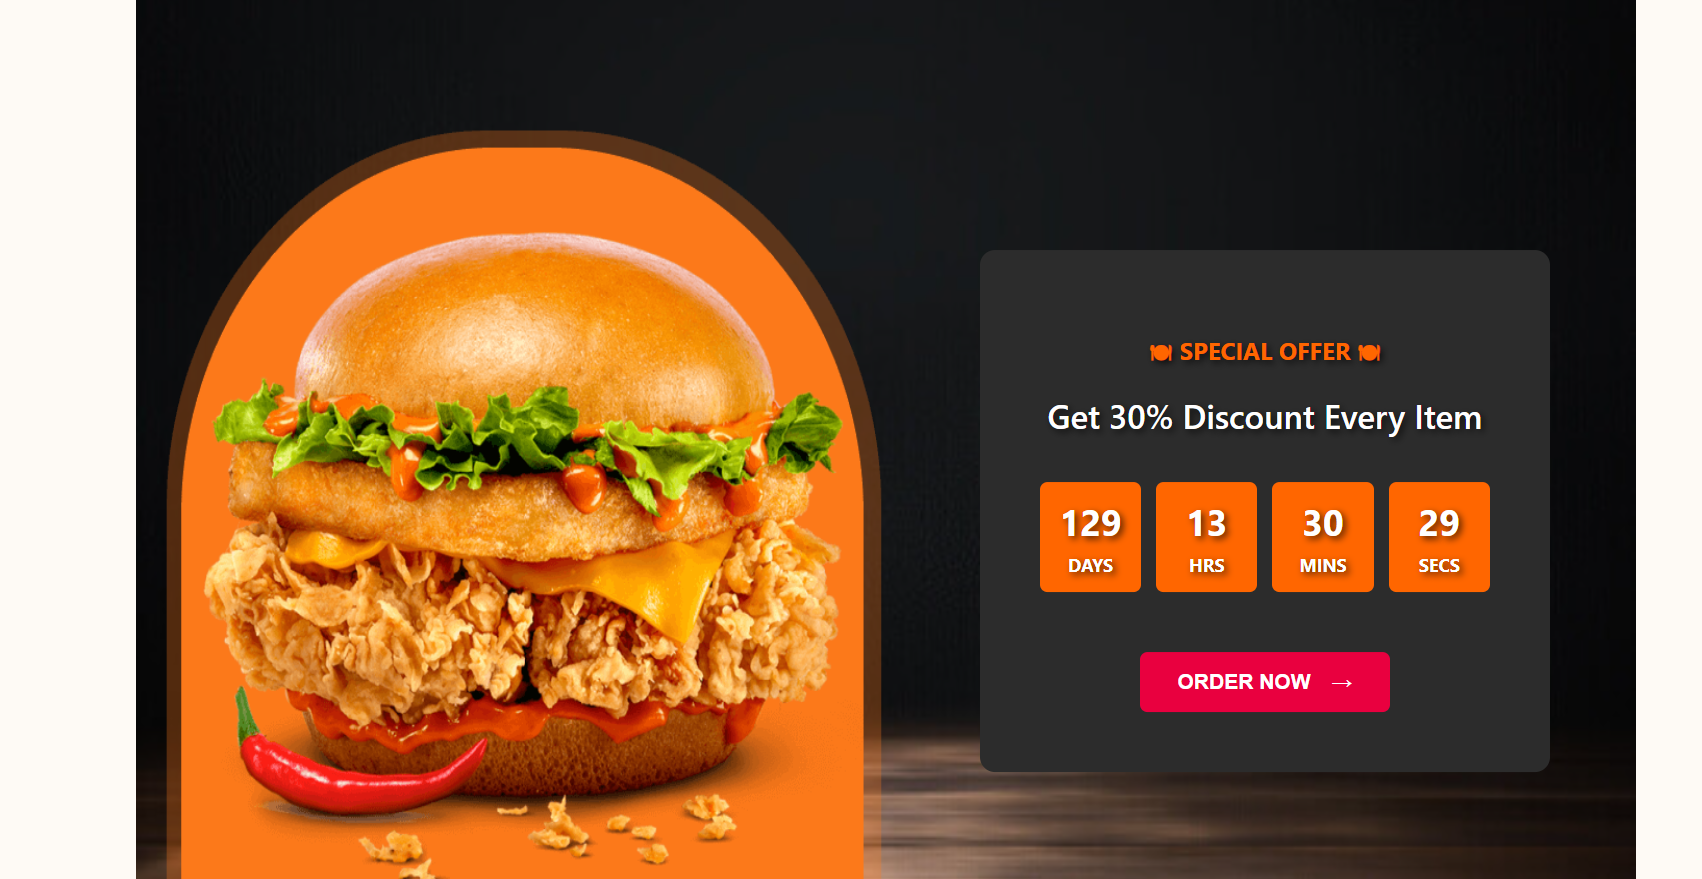 🍽 SPECIAL OFFER 🍽
Get 30% Discount Every Item
129 13 30 29
DAYS HRS MINS SECS
ORDER NOW →